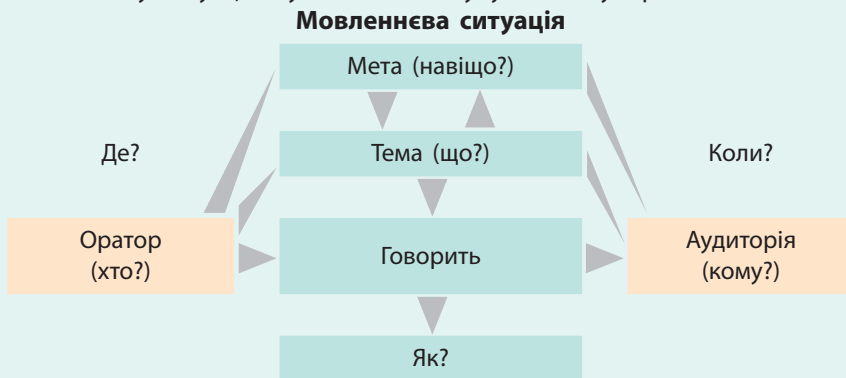 Мовленнєва ситуація
Мета (навіщо?)
Де?
Тема (що?)
Коли?
Оратор
(хто?)
Говорить
Аудиторія
(кому?)
Як?